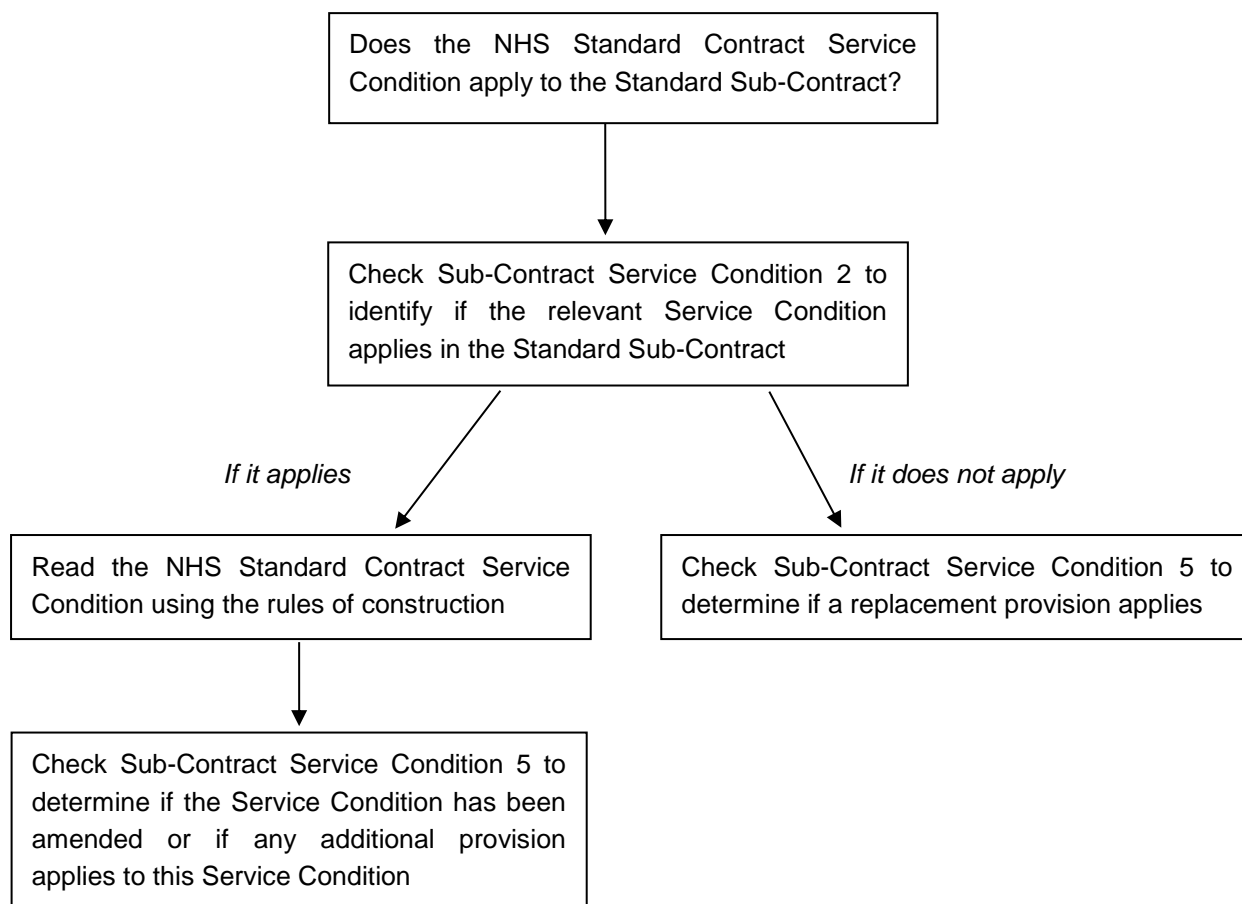 Does the NHS Standard Contract Service
Condition apply to the Standard Sub-Contract?
Check Sub-Contract Service Condition 2 to
identify if the relevant Service Condition
applies in the Standard Sub-Contract
If it applies
If it does not apply
Read the NHS Standard Contract Service
Condition using the rules of construction
Check Sub-Contract Service Condition 5 to
determine if a replacement provision applies
Check Sub-Contract Service Condition 5 to
determine if the Service Condition has been
amended or if any additional provision
applies to this Service Condition